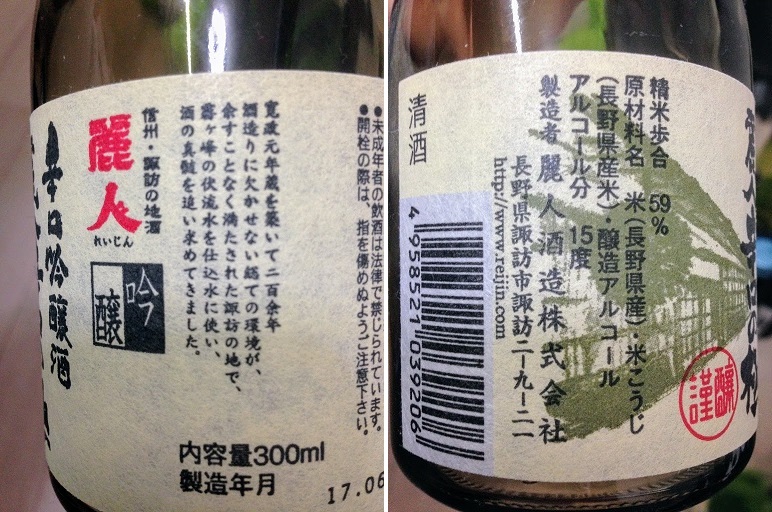 ●未成年者の飲酒は法律で禁じられています。
●開栓の際は、指を傷めぬようご注意下さい。
寛政元年蔵を築いて二百余年
酒造りに欠かせない総ての環境が、
余すことなく満たされた諏訪の地で、
霧ヶ峰の伏流水を仕込水に使い、
酒の真髄を追い求めてきました。
信州・諏訪の地酒
麗人
れいじん
吟醸
辛口吟醸酒
内容量300ml
製造年月
17.06
精米歩合 59%
原材料名 米(長野県産)・米こうじ
(長野県産米)・醸造アルコール
アルコール分 15度
製造者 麗人酒造株式会社
長野県諏訪市諏訪二-九-二一
http://www.reijin.com
清酒
4 958521 039206
謹醸